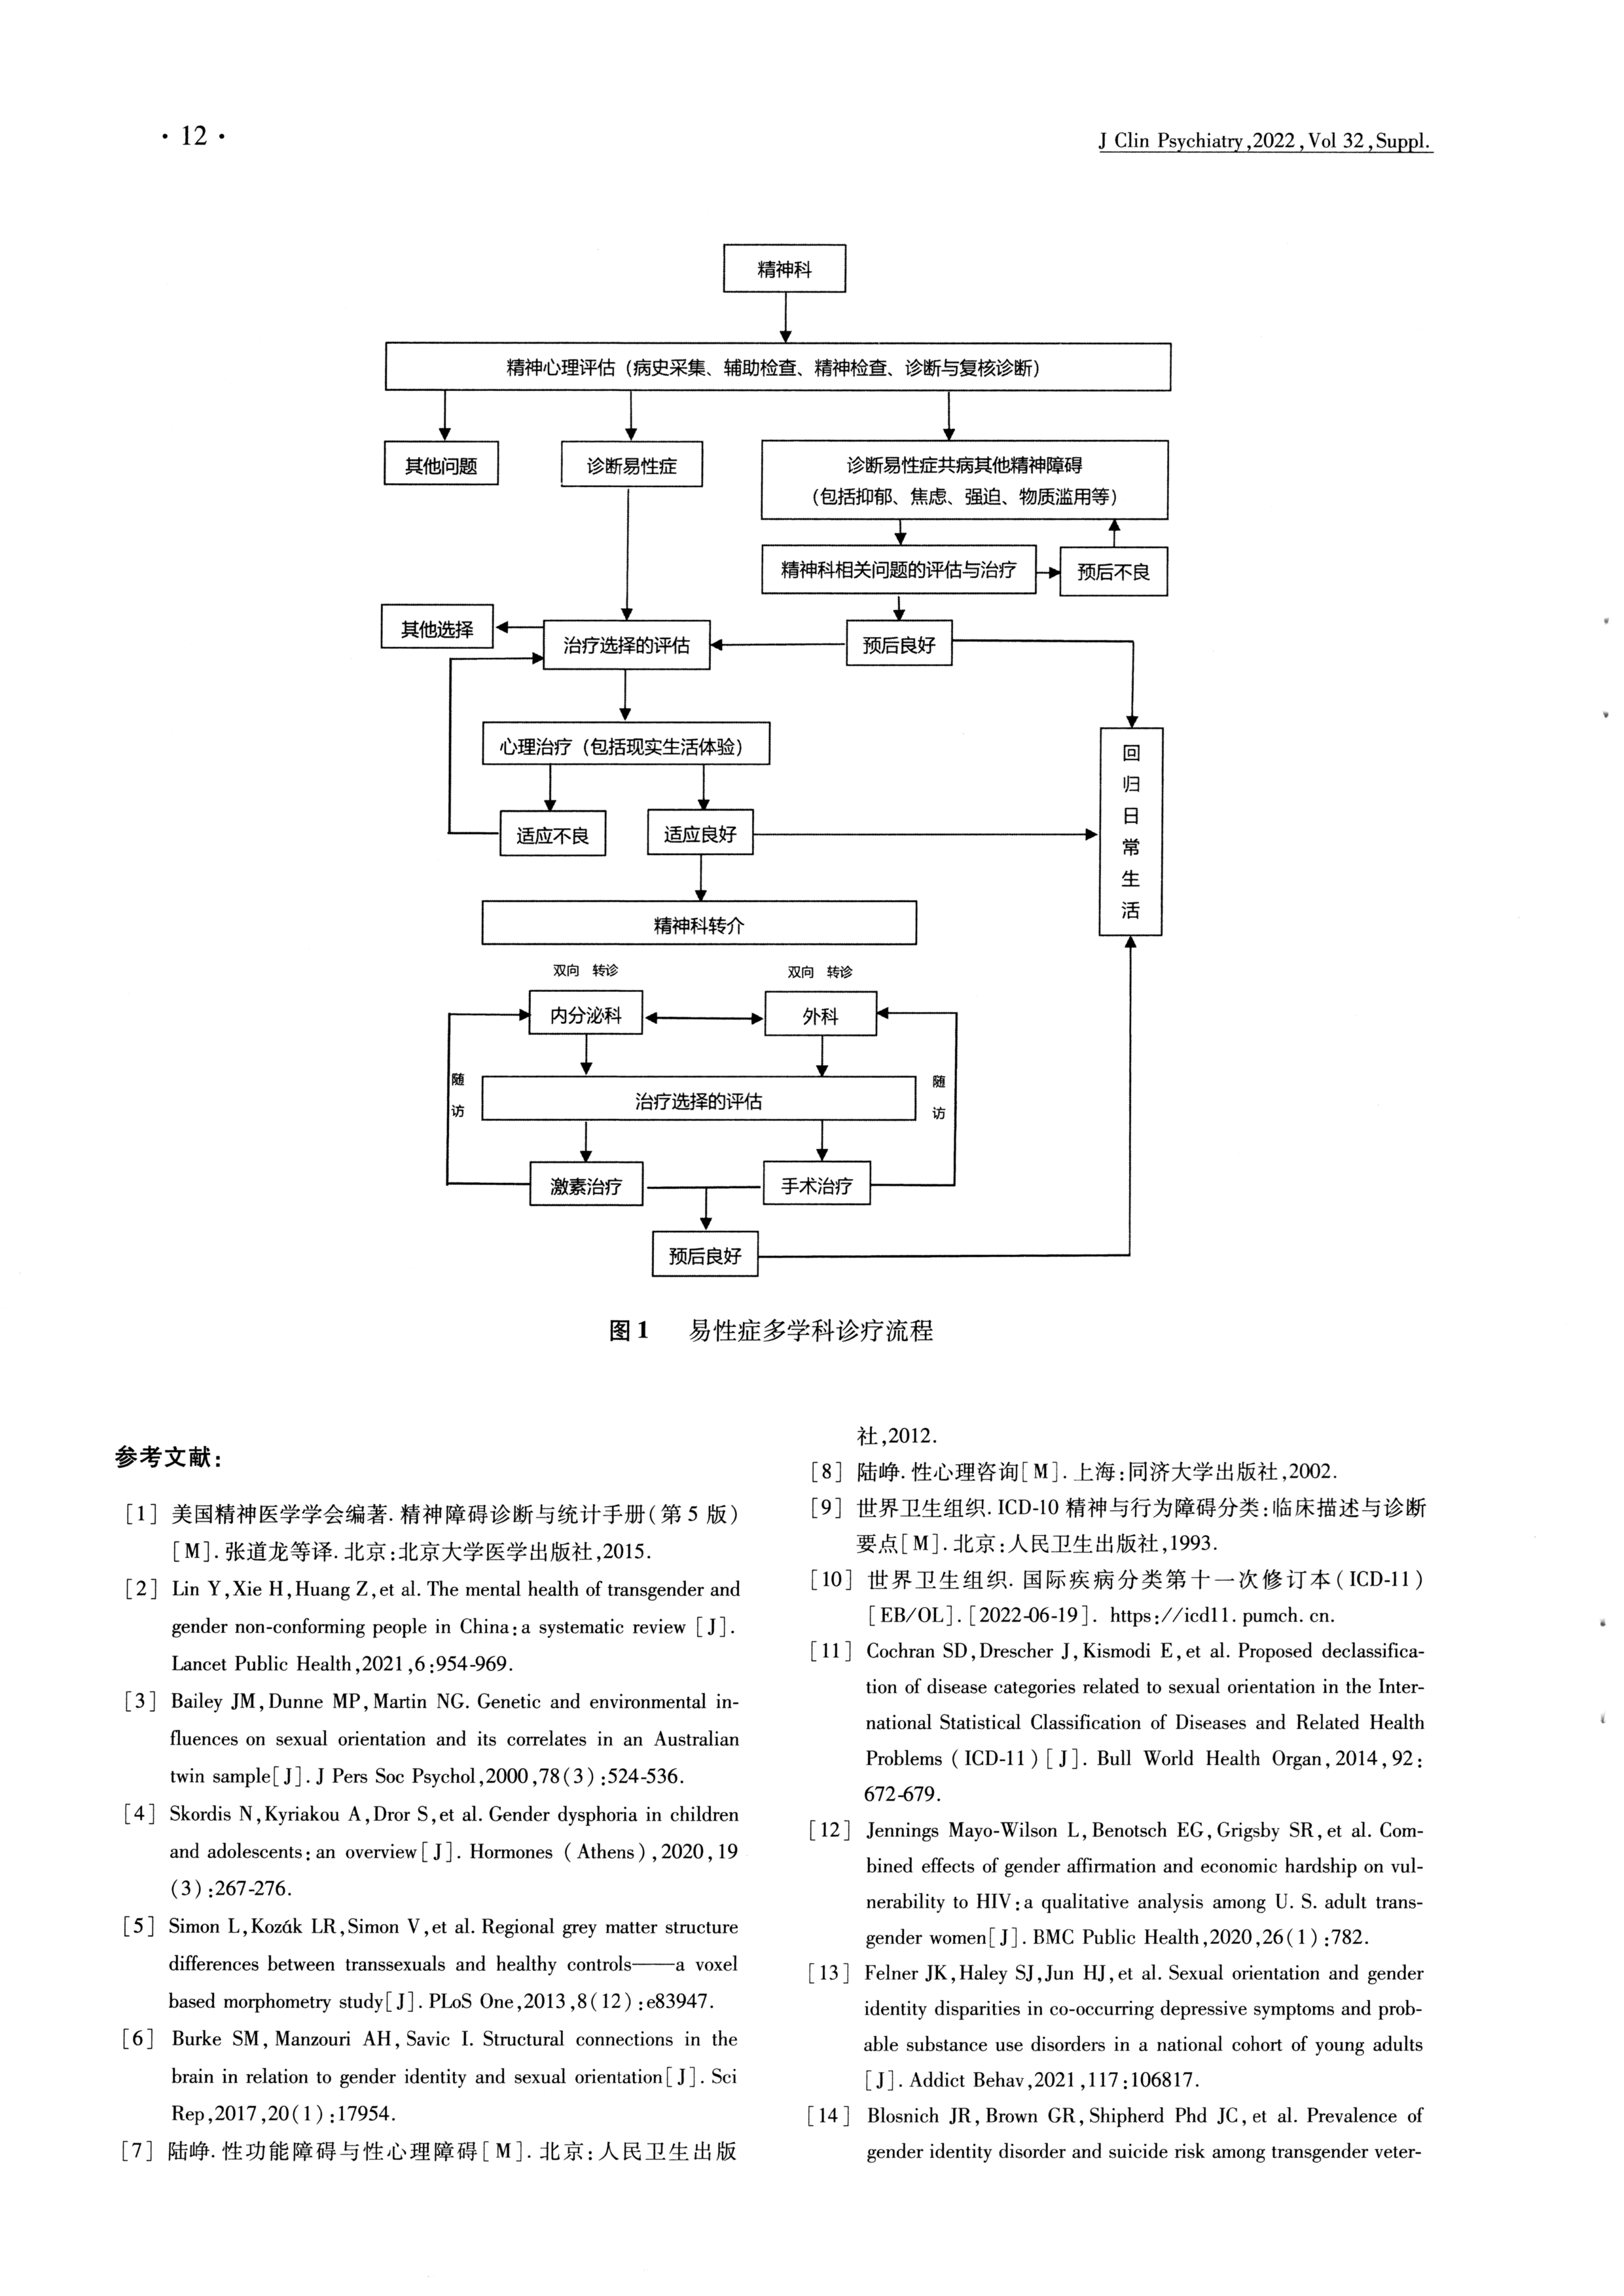 · 12 ·
J Clin Psychiatry,2022,Vol 32,Suppl.
精神科
精神心理评估（病史采集、辅助检查、精神检查、诊断与复核诊断）
其他问题
诊断易性症
诊断易性症共病其他精神障碍
（包括抑郁、焦虑、强迫、物质滥用等）
精神科相关问题的评估与治疗
预后不良
其他选择
治疗选择的评估
预后良好
心理治疗（包括现实生活体验）
适应不良
适应良好
回归日常生活
精神科转介
双向 转诊
双向 转诊
内分泌科
外科
随访
治疗选择的评估
随访
激素治疗
手术治疗
预后良好
图1 易性症多学科诊疗流程
参考文献：
[1] 美国精神医学学会编著.精神障碍诊断与统计手册(第5版)
[M].张道龙等译.北京:北京大学医学出版社,2015.
[2] Lin Y,Xie H,Huang Z,et al. The mental health of transgender and
gender non-conforming people in China:a systematic review [J].
Lancet Public Health,2021,6:954-969.
[3] Bailey JM,Dunne MP,Martin NG. Genetic and environmental in-
fluences on sexual orientation and its correlates in an Australian
twin sample[J].J Pers Soc Psychol,2000,78(3):524-536.
[4] Skordis N,Kyriakou A,Dror S,et al. Gender dysphoria in children
and adolescents:an overview[J]. Hormones (Athens),2020,19
(3):267-276.
[5] Simon L,Kozák LR,Simon V,et al. Regional grey matter structure
differences between transsexuals and healthy controls——a voxel
based morphometry study[J]. PLoS One,2013,8(12):e83947.
[6] Burke SM,Manzouri AH,Savic I. Structural connections in the
brain in relation to gender identity and sexual orientation[J]. Sci
Rep,2017,20(1):17954.
[7] 陆峥.性功能障碍与性心理障碍[M].北京:人民卫生出版
社,2012.
[8] 陆峥.性心理咨询[M].上海:同济大学出版社,2002.
[9] 世界卫生组织.ICD-10精神与行为障碍分类:临床描述与诊断
要点[M].北京:人民卫生出版社,1993.
[10] 世界卫生组织.国际疾病分类第十一次修订本(ICD-11)
[EB/OL].[2022-06-19]. https://icd11.pumch.cn.
[11] Cochran SD,Drescher J,Kismodi E,et al. Proposed declassifica-
tion of disease categories related to sexual orientation in the Inter-
national Statistical Classification of Diseases and Related Health
Problems (ICD-11)[J]. Bull World Health Organ,2014,92:
672-679.
[12] Jennings Mayo-Wilson L,Benotsch EG,Grigsby SR,et al. Com-
bined effects of gender affirmation and economic hardship on vul-
nerability to HIV:a qualitative analysis among U. S. adult trans-
gender women[J]. BMC Public Health,2020,26(1):782.
[13] Felner JK,Haley SJ,Jun HJ,et al. Sexual orientation and gender
identity disparities in co-occurring depressive symptoms and prob-
able substance use disorders in a national cohort of young adults
[J]. Addict Behav,2021,117:106817.
[14] Blosnich JR,Brown GR,Shipherd Phd JC,et al. Prevalence of
gender identity disorder and suicide risk among transgender veter-